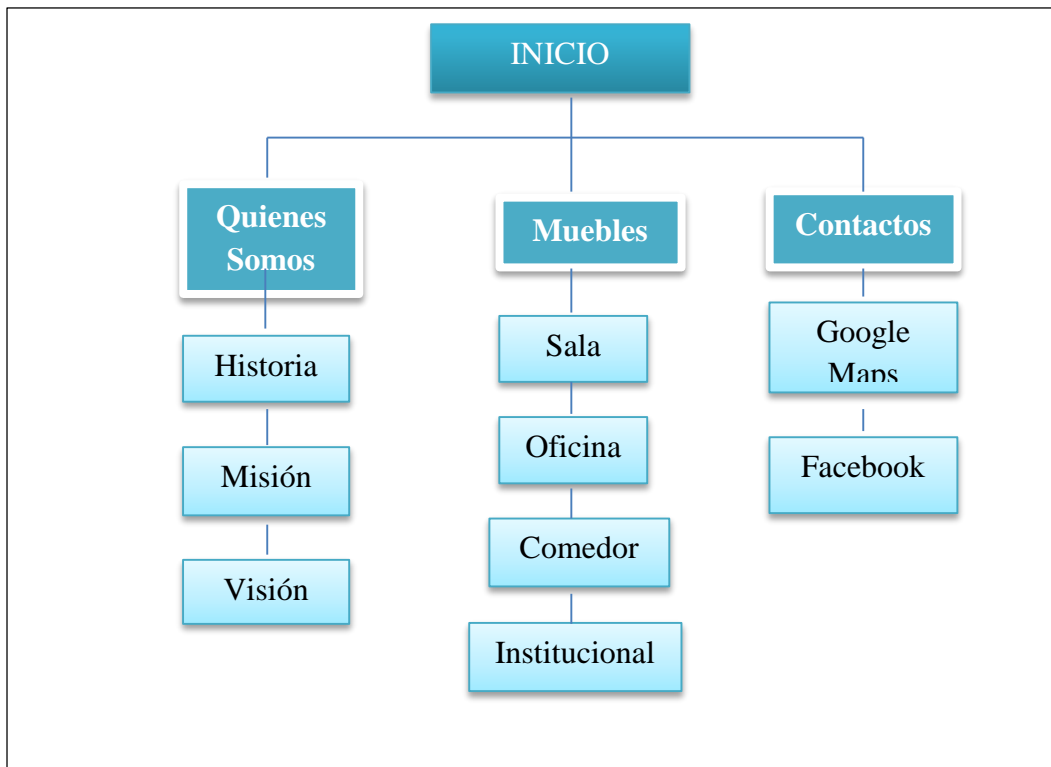 INICIO
Quienes
Somos
Historia
Misión
Visión
Muebles
Sala
Oficina
Comedor
Institucional
Contactos
Google
Maps
Facebook